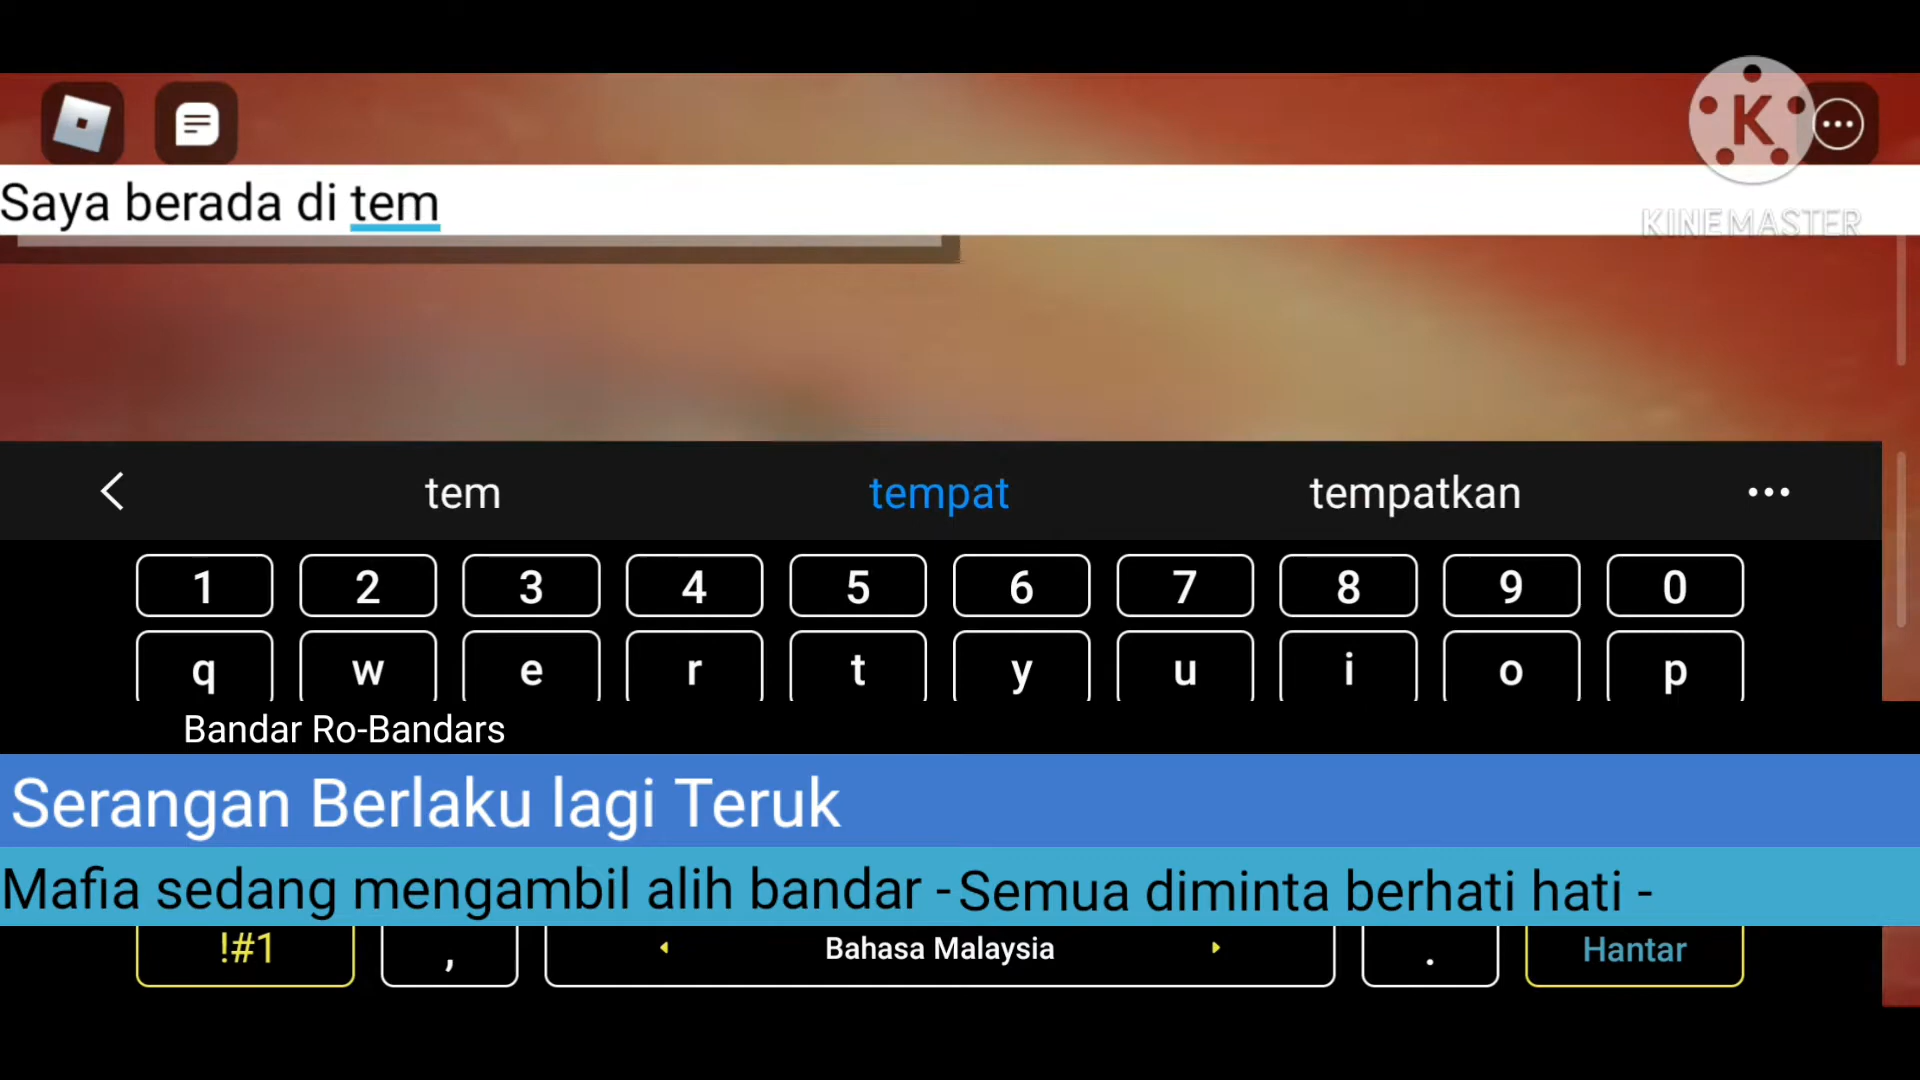 K
KINEMASTER
Saya berada di tem
tem tempat tempatkan
1 2 3 4 5 6 7 8 9 0
q w e r t y u i o p
Bandar Ro-Bandars
Serangan Berlaku lagi Teruk
Mafia sedang mengambil alih bandar -Semua diminta berhati hati -
!#1 , Bahasa Malaysia . Hantar